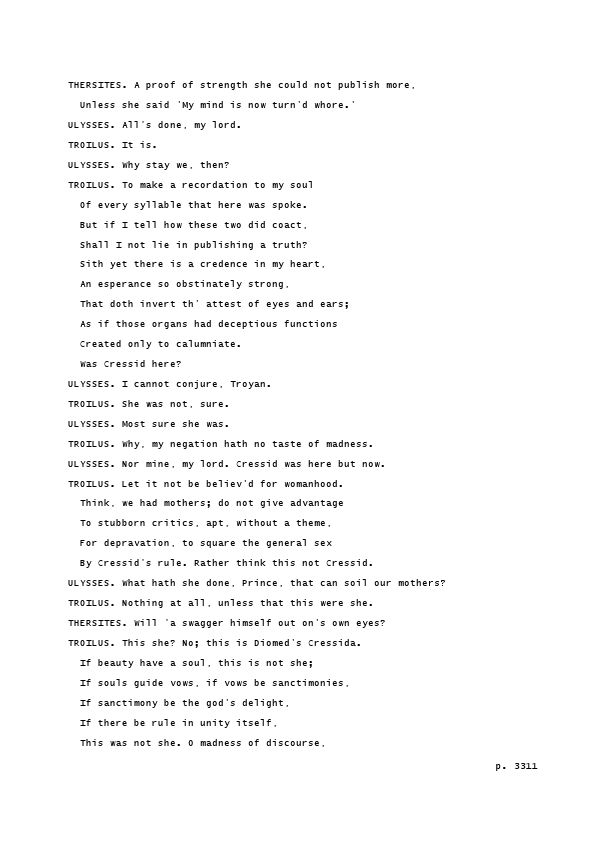 THERSITES. A proof of strength she could not publish more,
Unless she said 'My mind is now turn'd whore.'
ULYSSES. All's done, my lord.
TROILUS. It is.
ULYSSES. Why stay we, then?
TROILUS. To make a recordation to my soul
Of every syllable that here was spoke.
But if I tell how these two did coact,
Shall I not lie in publishing a truth?
Sith yet there is a credence in my heart,
An esperance so obstinately strong,
That doth invert th' attest of eyes and ears;
As if those organs had deceptious functions
Created only to calumniate.
Was Cressid here?
ULYSSES. I cannot conjure, Troyan.
TROILUS. She was not, sure.
ULYSSES. Most sure she was.
TROILUS. Why, my negation hath no taste of madness.
ULYSSES. Nor mine, my lord. Cressid was here but now.
TROILUS. Let it not be believ'd for womanhood.
Think, we had mothers; do not give advantage
To stubborn critics, apt, without a theme,
For depravation, to square the general sex
By Cressid's rule. Rather think this not Cressid.
ULYSSES. What hath she done, Prince, that can soil our mothers?
TROILUS. Nothing at all, unless that this were she.
THERSITES. Will 'a swagger himself out on's own eyes?
TROILUS. This she? No; this is Diomed's Cressida.
If beauty have a soul, this is not she;
If souls guide vows, if vows be sanctimonies,
If sanctimony be the god's delight,
If there be rule in unity itself,
This was not she. O madness of discourse,
p. 3311